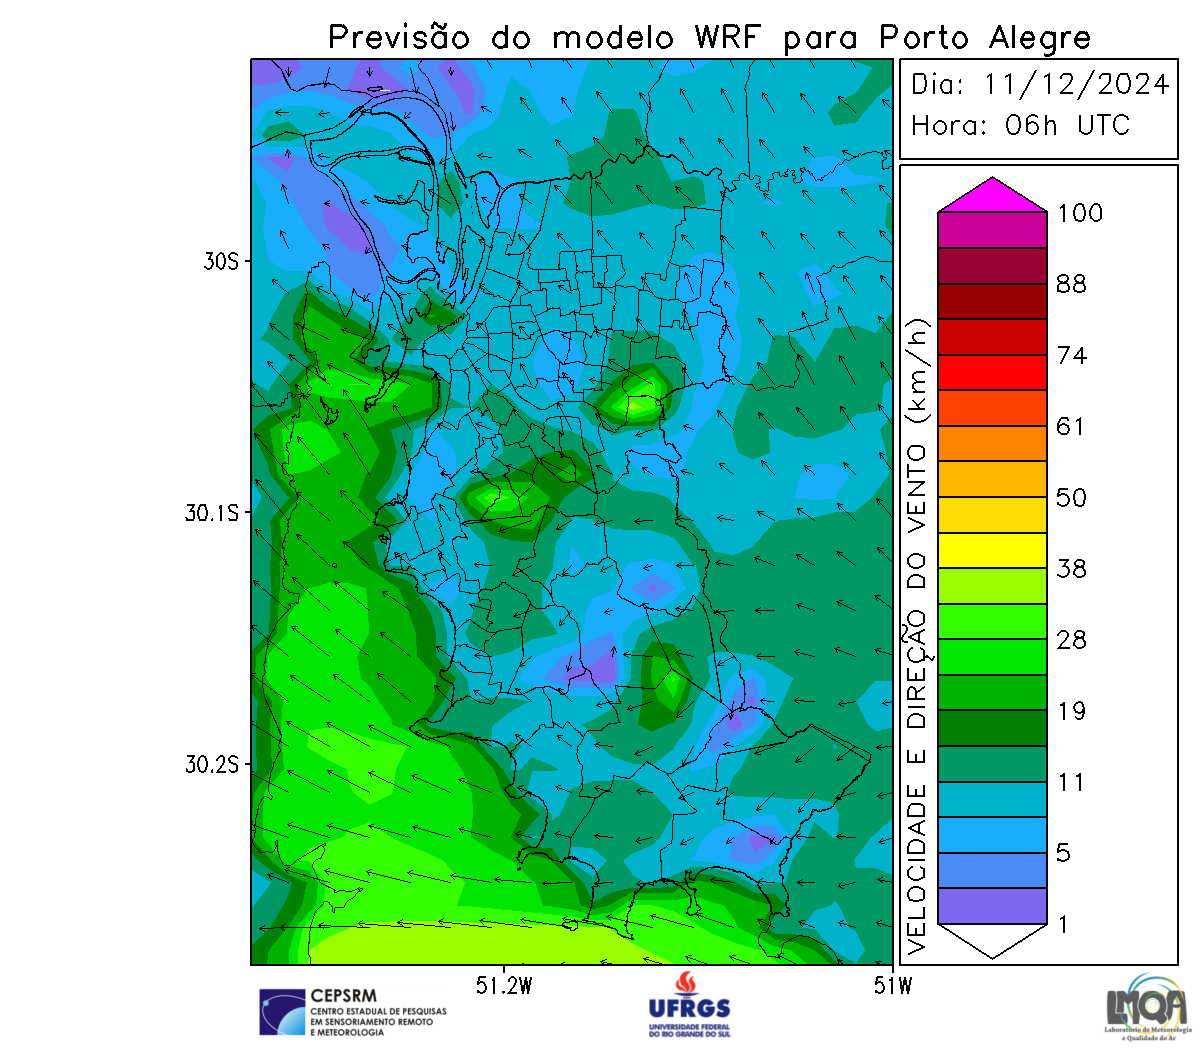 Previsão do modelo WRF para Porto Alegre
Dia: 11/12/2024
Hora: 06h UTC
30S
30.1S
30.2S
51.2W
51W
VELOCIDADE E DIREÇÃO DO VENTO (km/h)
100
88
74
61
50
38
28
19
11
5
1
CEPSRM
CENTRO ESTADUAL DE PESQUISAS
EM SENSORIAMENTO REMOTO
E METEOROLOGIA
UFRGS
UNIVERSIDADE FEDERAL
DO RIO GRANDE DO SUL
LMQA
Laboratório de Meteorologia
e Qualidade do Ar